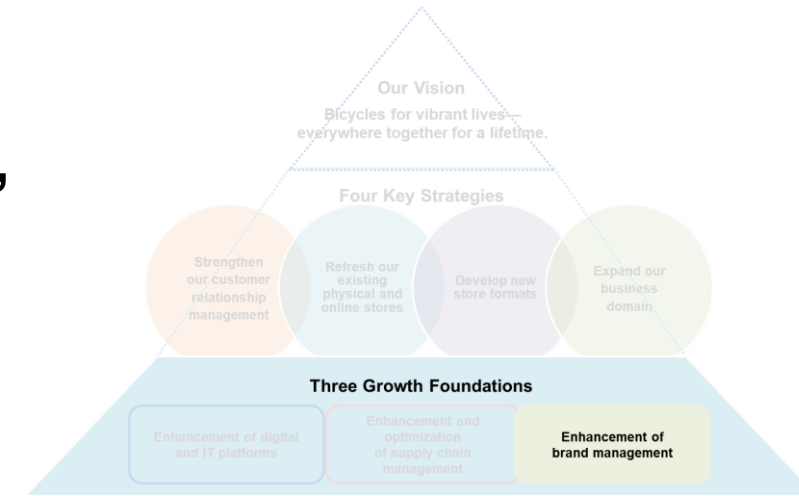 Our Vision
Bicycles for vibrant lives—
everywhere together for a lifetime.
,
Four Key Strategies
Strengthen
our customer
relationship
management
Refresh our
existing
physical and
online stores
Develop new
store formats
Expand our
business
domain
Three Growth Foundations
Enhancement of digital
and IT platforms
Enhancement and
optimization
of supply chain
management
Enhancement of
brand management